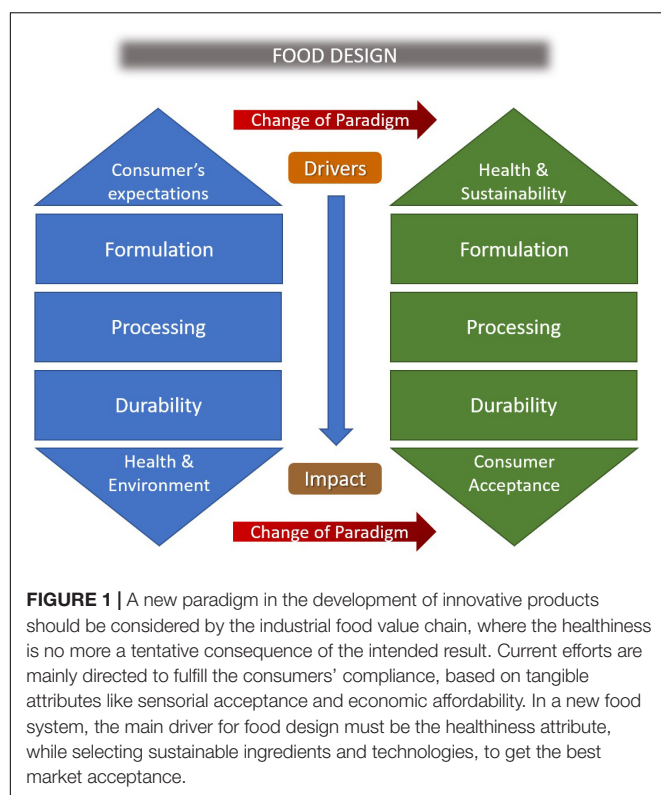 FOOD DESIGN
Change of Paradigm
Consumer's
expectations
Drivers
Health &
Sustainability
Formulation
Formulation
Processing
Processing
Durability
Durability
Health &
Environment
Impact
Consumer
Acceptance
Change of Paradigm
FIGURE 1 | A new paradigm in the development of innovative products
should be considered by the industrial food value chain, where the healthiness
is no more a tentative consequence of the intended result. Current efforts are
mainly directed to fulfill the consumers' compliance, based on tangible
attributes like sensorial acceptance and economic affordability. In a new food
system, the main driver for food design must be the healthiness attribute,
while selecting sustainable ingredients and technologies, to get the best
market acceptance.